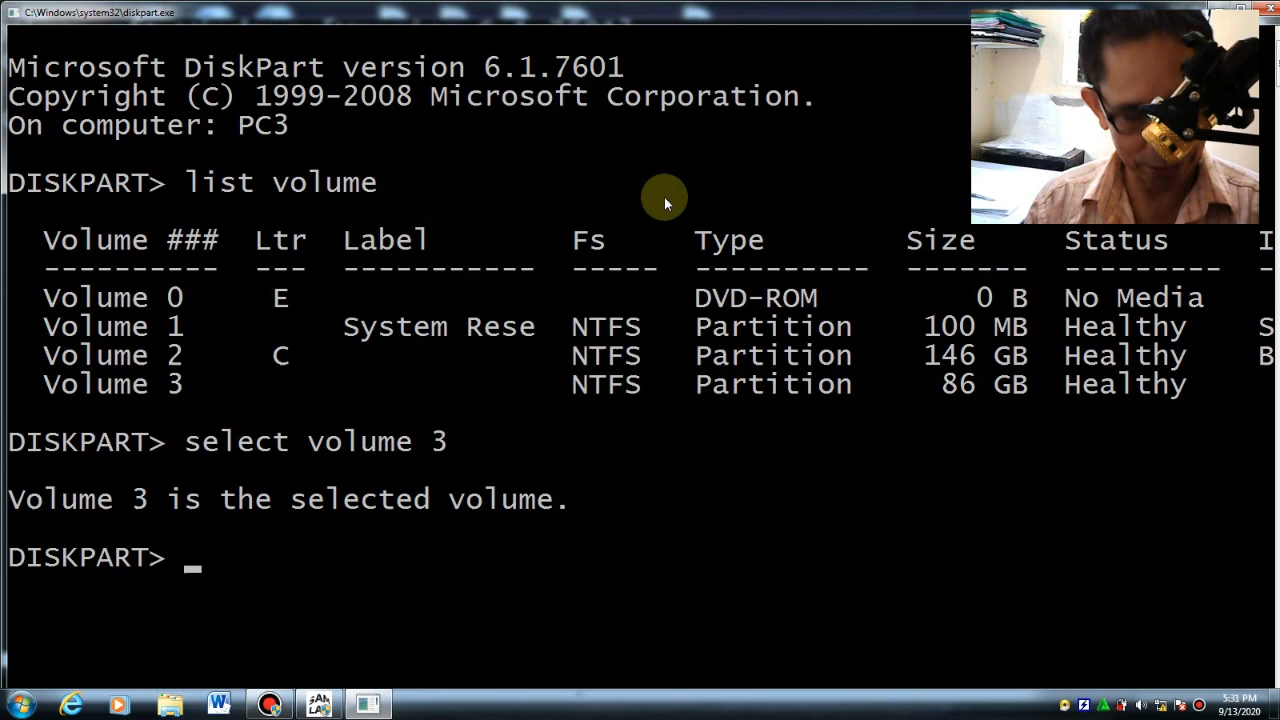 C:\Windows\system32\diskpart.exe
Microsoft DiskPart version 6.1.7601
Copyright (C) 1999-2008 Microsoft Corporation.
On computer: PC3
DISKPART> list volume
Volume ### Ltr Label Fs Type Size Status I
---------- --- ----------- ----- ---------- ------- --------- -
Volume 0 E DVD-ROM 0 B No Media
Volume 1 System Rese NTFS Partition 100 MB Healthy S
Volume 2 C NTFS Partition 146 GB Healthy B
Volume 3 NTFS Partition 86 GB Healthy
DISKPART> select volume 3
Volume 3 is the selected volume.
DISKPART> _
SAM
LAB
5:31 PM
9/13/2020